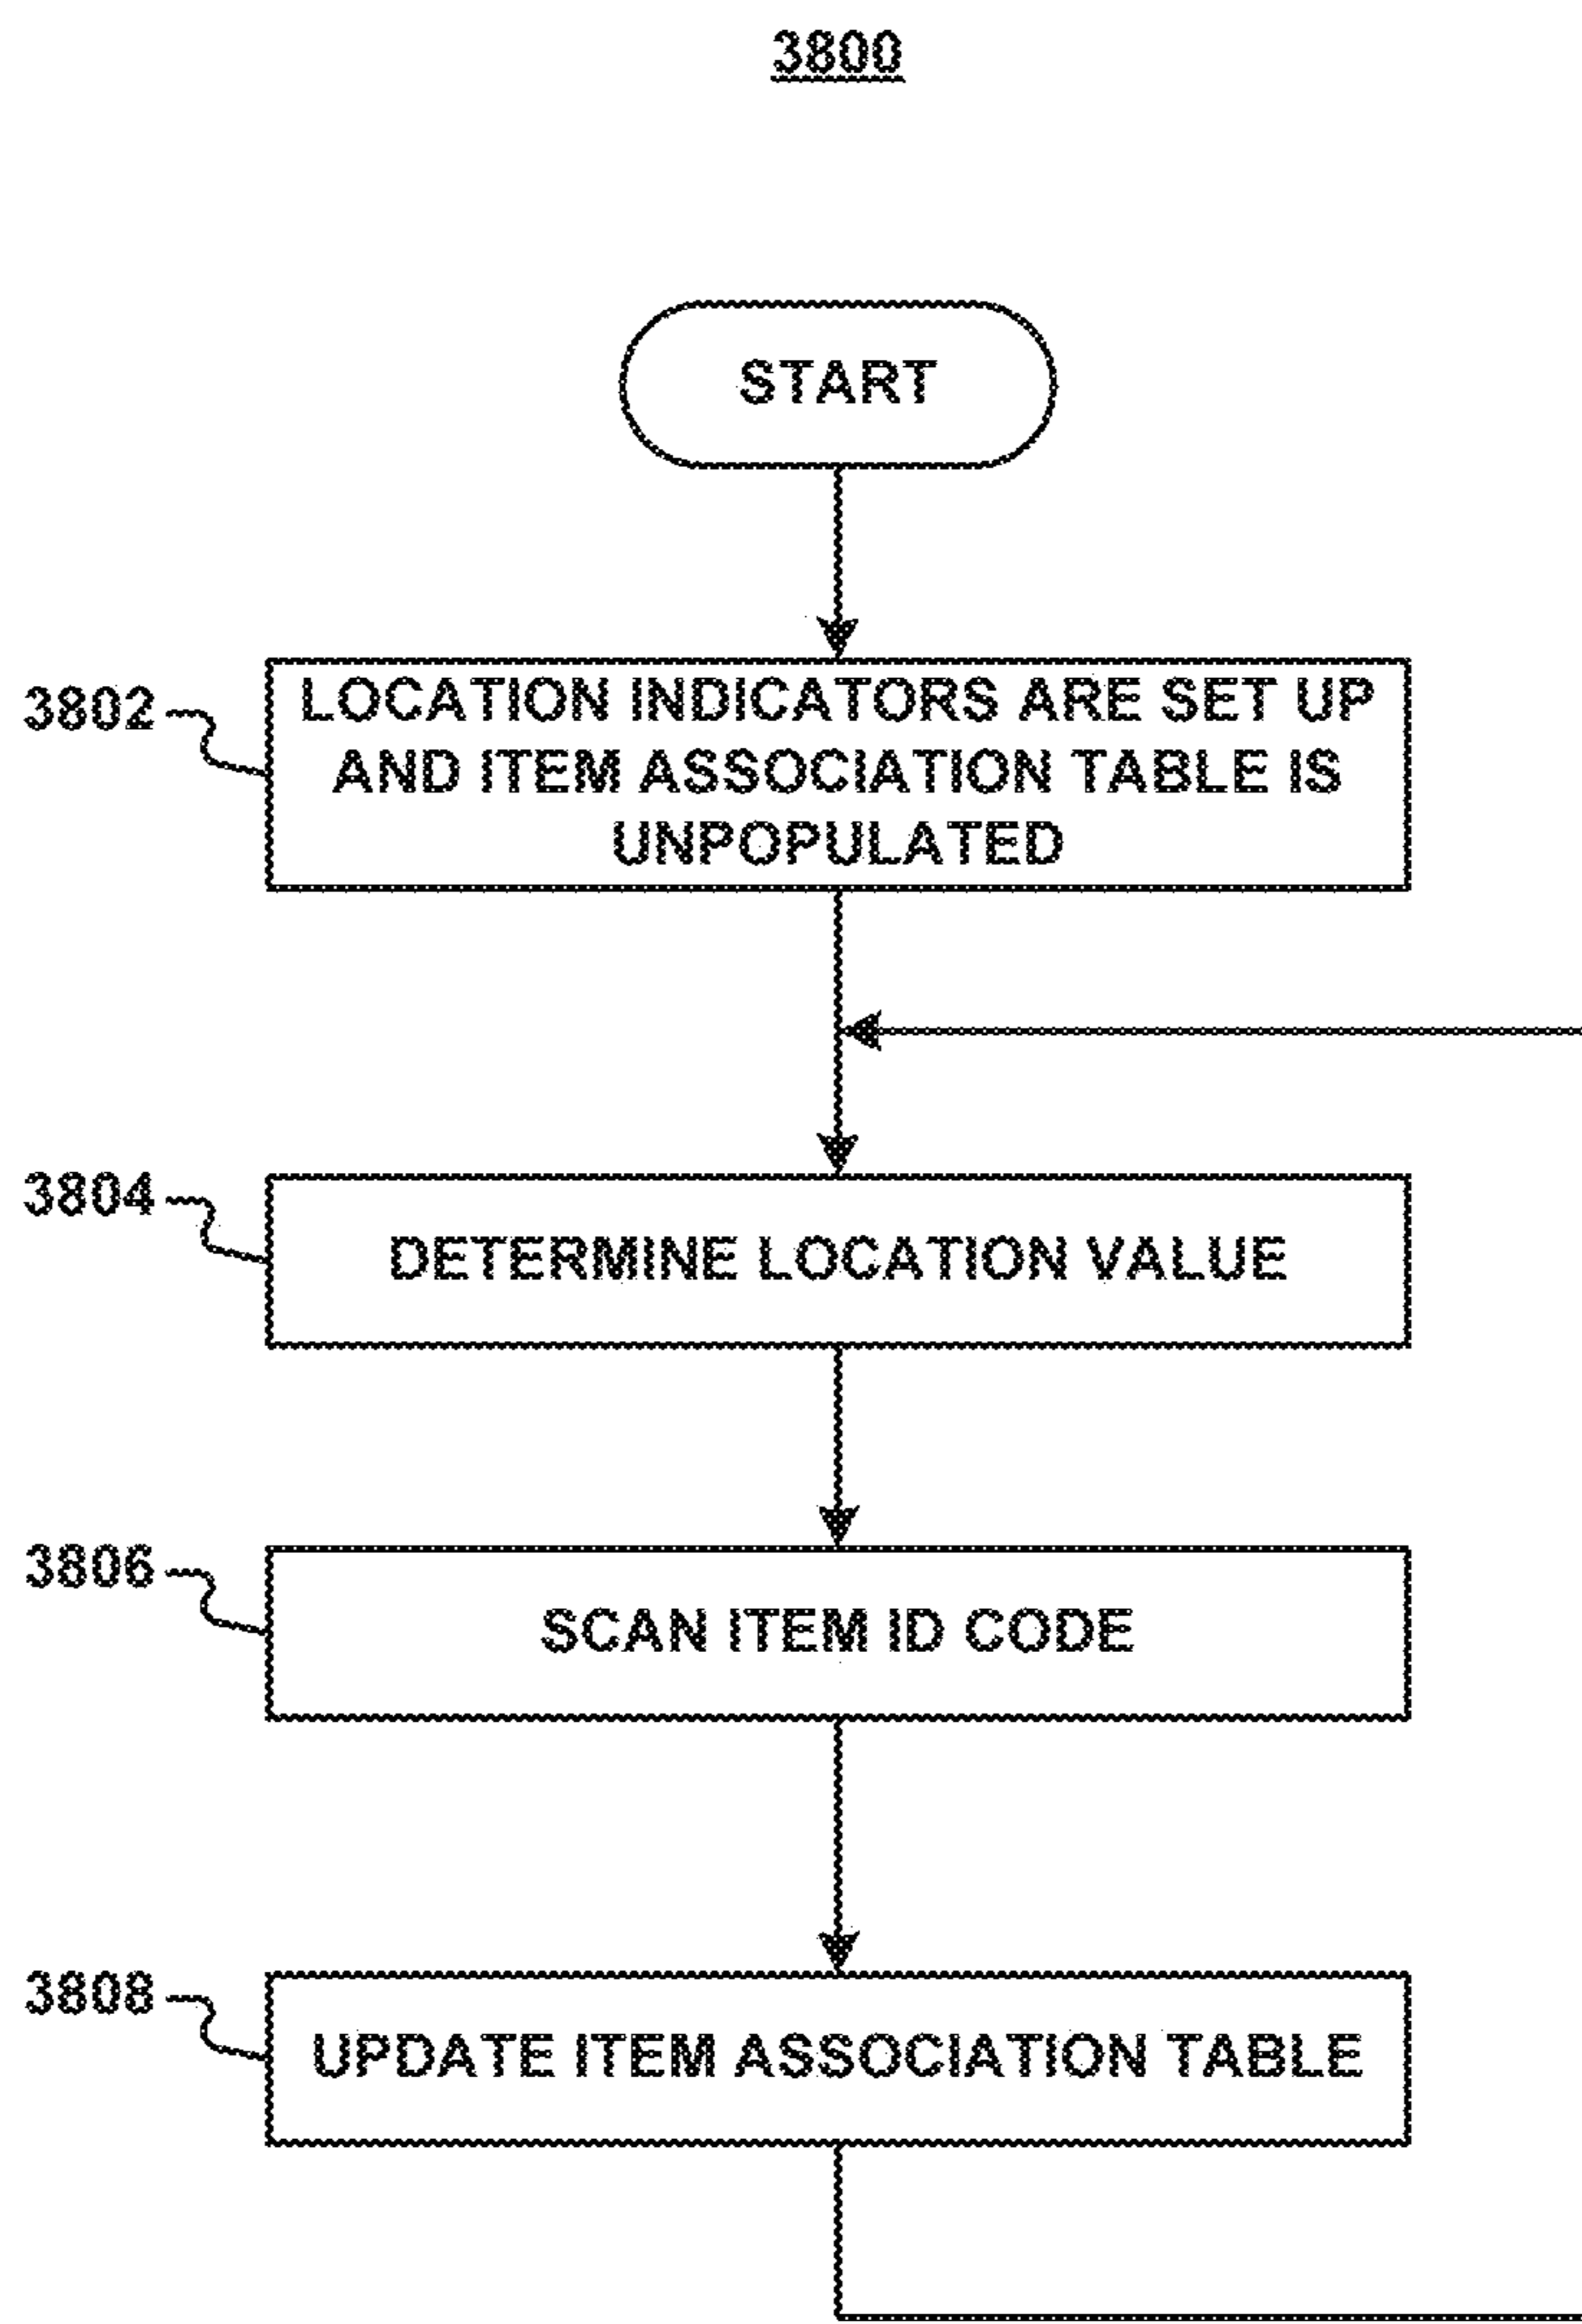 3800
START
3802
LOCATION INDICATORS ARE SET UP
AND ITEM ASSOCIATION TABLE IS
UNPOPULATED
3804
DETERMINE LOCATION VALUE
3806
SCAN ITEM ID CODE
3808
UPDATE ITEM ASSOCIATION TABLE